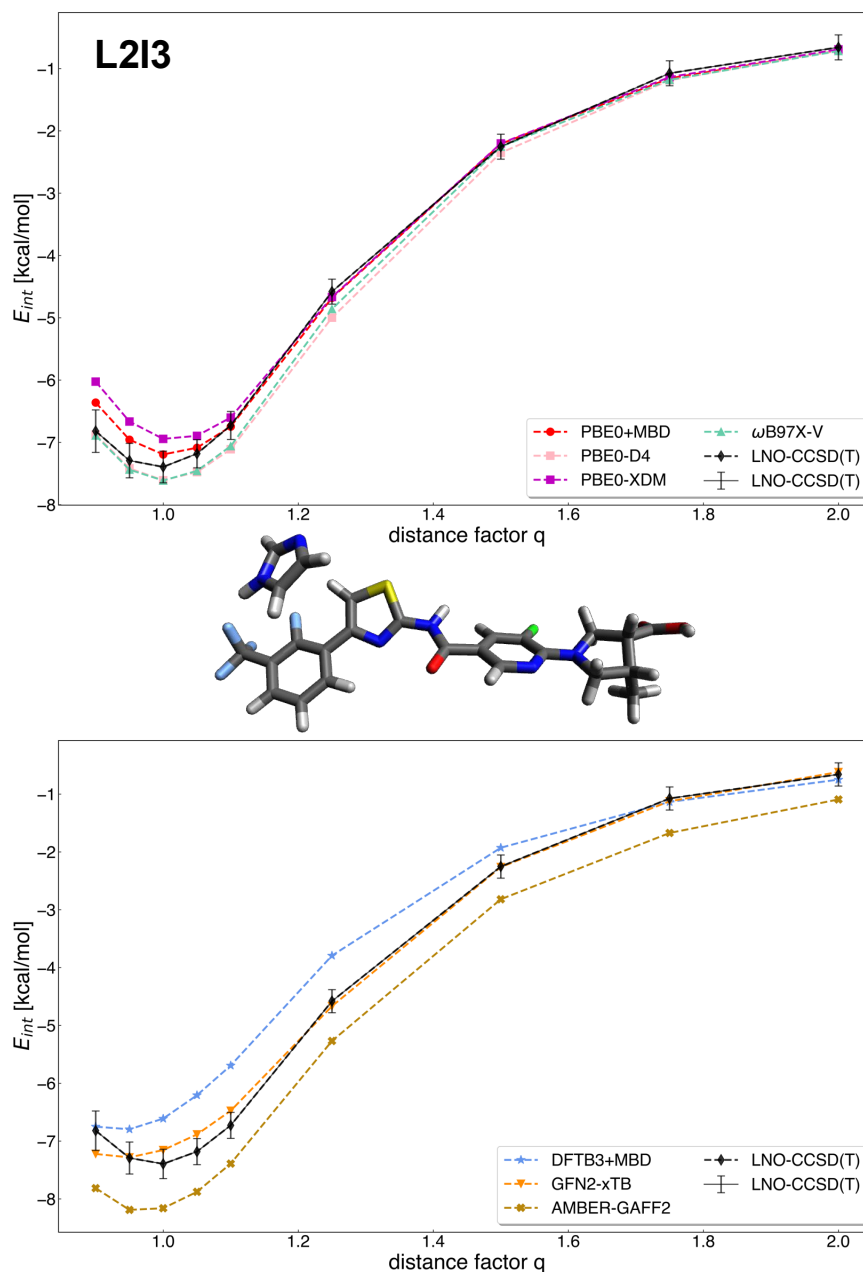 L2I3
−1
−2
−3
−4
−5
−6
−7
−8
E_int [kcal/mol]
PBE0+MBD
PBE0-D4
PBE0-XDM
ωB97X-V
LNO-CCSD(T)
LNO-CCSD(T)
1.0 1.2 1.4 1.6 1.8 2.0
distance factor q
−1
−2
−3
−4
−5
−6
−7
−8
E_int [kcal/mol]
DFTB3+MBD
GFN2-xTB
AMBER-GAFF2
LNO-CCSD(T)
LNO-CCSD(T)
1.0 1.2 1.4 1.6 1.8 2.0
distance factor q